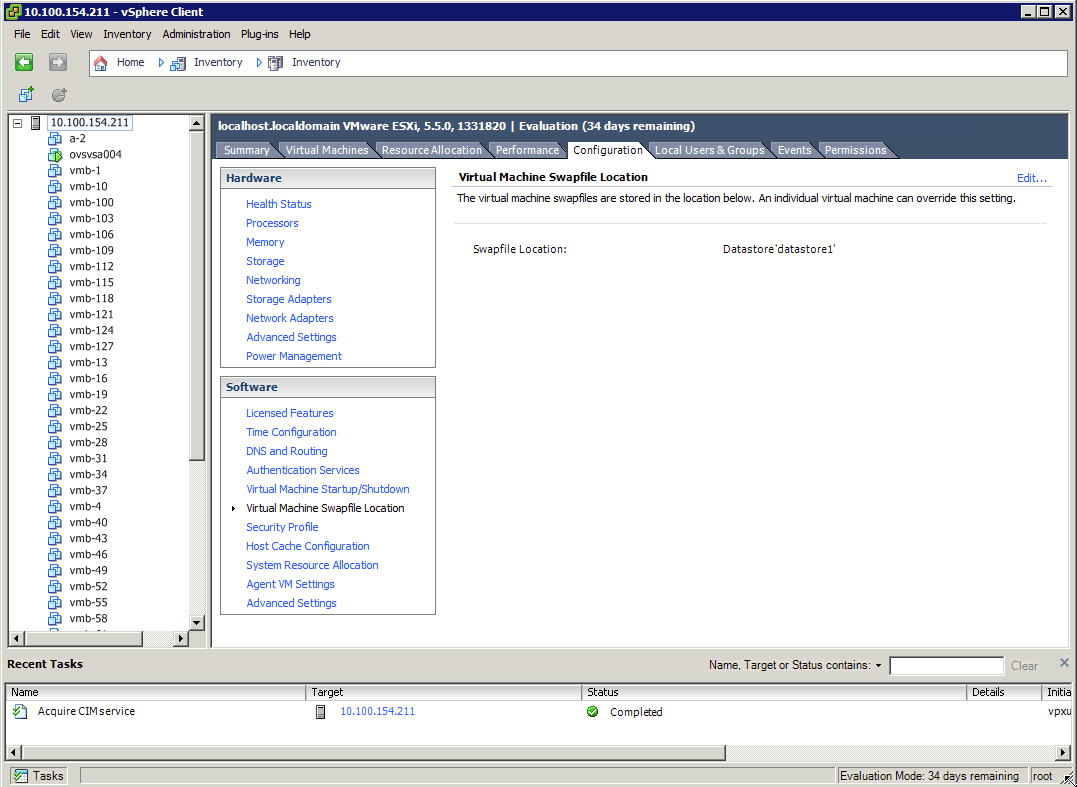 10.100.154.211 - vSphere Client
File Edit View Inventory Administration Plug-ins Help
Home Inventory Inventory
10.100.154.211
a-2
ovsvsa004
vmb-1
vmb-10
vmb-100
vmb-103
vmb-106
vmb-109
vmb-112
vmb-115
vmb-118
vmb-121
vmb-124
vmb-127
vmb-13
vmb-16
vmb-19
vmb-22
vmb-25
vmb-28
vmb-31
vmb-34
vmb-37
vmb-4
vmb-40
vmb-43
vmb-46
vmb-49
vmb-52
vmb-55
vmb-58
localhost.localdomain VMware ESXi, 5.5.0, 1331820 | Evaluation (34 days remaining)
Summary Virtual Machines Resource Allocation Performance Configuration Local Users & Groups Events Permissions
Hardware
Health Status
Processors
Memory
Storage
Networking
Storage Adapters
Network Adapters
Advanced Settings
Power Management
Software
Licensed Features
Time Configuration
DNS and Routing
Authentication Services
Virtual Machine Startup/Shutdown
Virtual Machine Swapfile Location
Security Profile
Host Cache Configuration
System Resource Allocation
Agent VM Settings
Advanced Settings
Virtual Machine Swapfile Location Edit...
The virtual machine swapfiles are stored in the location below. An individual virtual machine can override this setting.
Swapfile Location: Datastore'datastore1'
Recent Tasks Name, Target or Status contains: Clear
Name Target Status Details Initia
Acquire CIM service 10.100.154.211 Completed vpxu
Tasks Evaluation Mode: 34 days remaining root